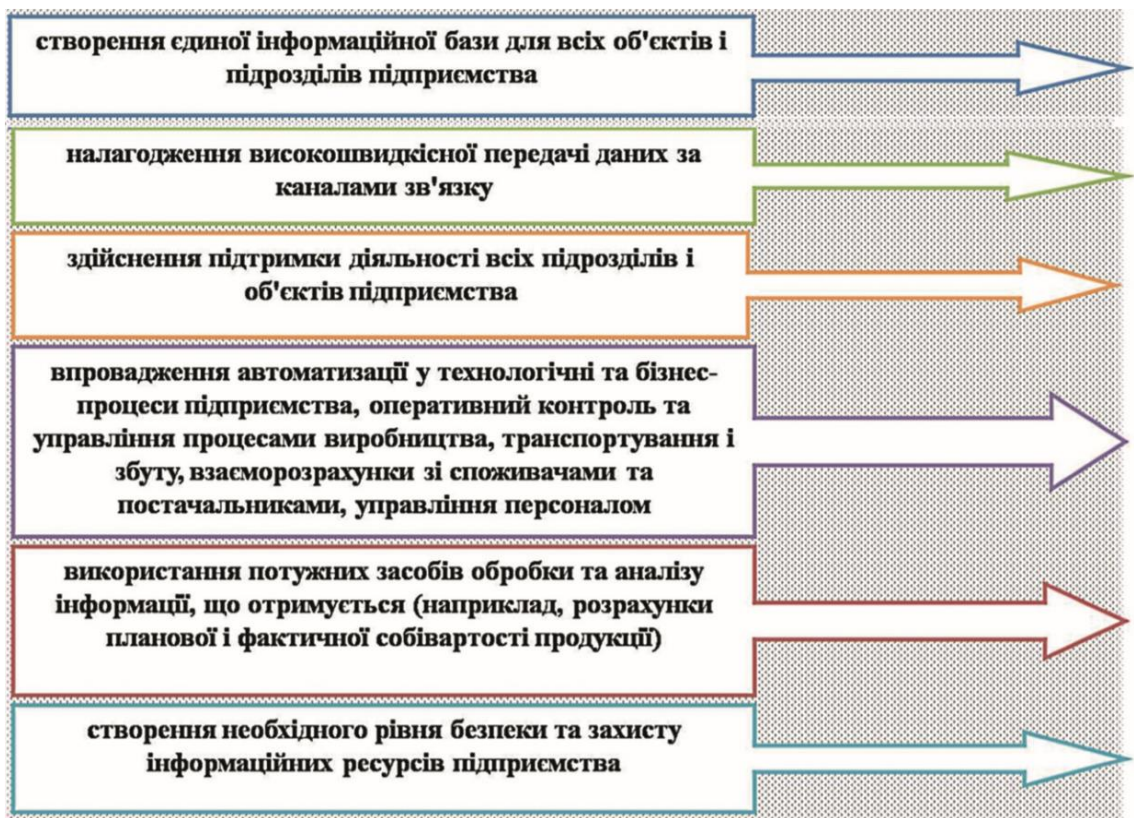 створення єдиної інформаційної бази для всіх об'єктів і
підрозділів підприємства
налагодження високошвидкісної передачі даних за
каналами зв'язку
здійснення підтримки діяльності всіх підрозділів і
об'єктів підприємства
впровадження автоматизації у технологічні та бізнес-
процеси підприємства, оперативний контроль та
управління процесами виробництва, транспортування і
збуту, взаєморозрахунки зі споживачами та
постачальниками, управління персоналом
використання потужних засобів обробки та аналізу
інформації, що отримується (наприклад, розрахунки
планової і фактичної собівартості продукції)
створення необхідного рівня безпеки та захисту
інформаційних ресурсів підприємства